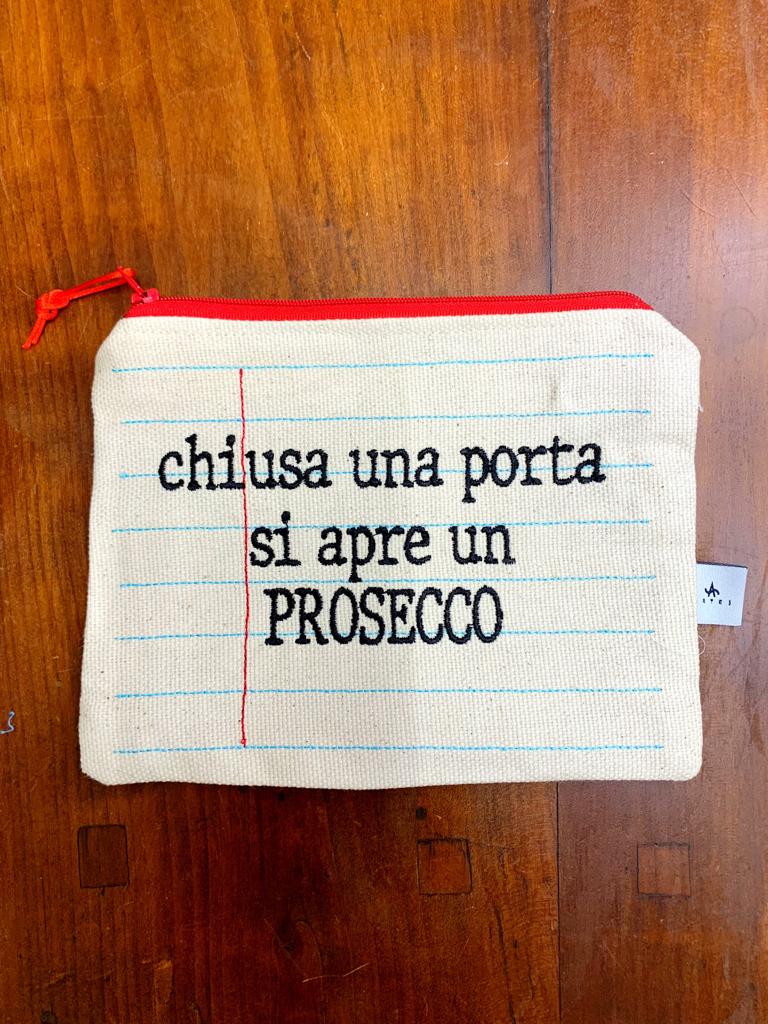 chiusa una porta
si apre un
PROSECCO